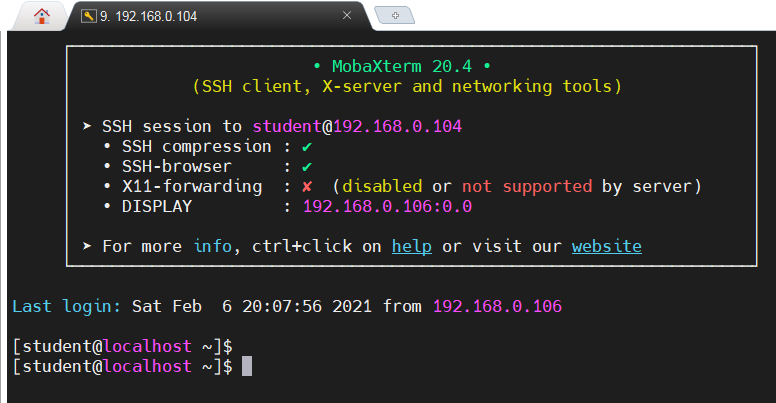 9. 192.168.0.104
• MobaXterm 20.4 •
(SSH client, X-server and networking tools)
➤ SSH session to student@192.168.0.104
• SSH compression : ✔
• SSH-browser     : ✔
• X11-forwarding  : ✘  (disabled or not supported by server)
• DISPLAY         : 192.168.0.106:0.0
➤ For more info, ctrl+click on help or visit our website
Last login: Sat Feb  6 20:07:56 2021 from 192.168.0.106
[student@localhost ~]$
[student@localhost ~]$